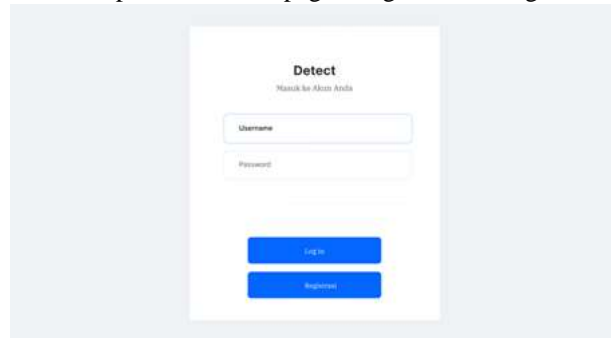 Detect
Masuk ke Akun Anda
Username
Password
Log in
Registrasi